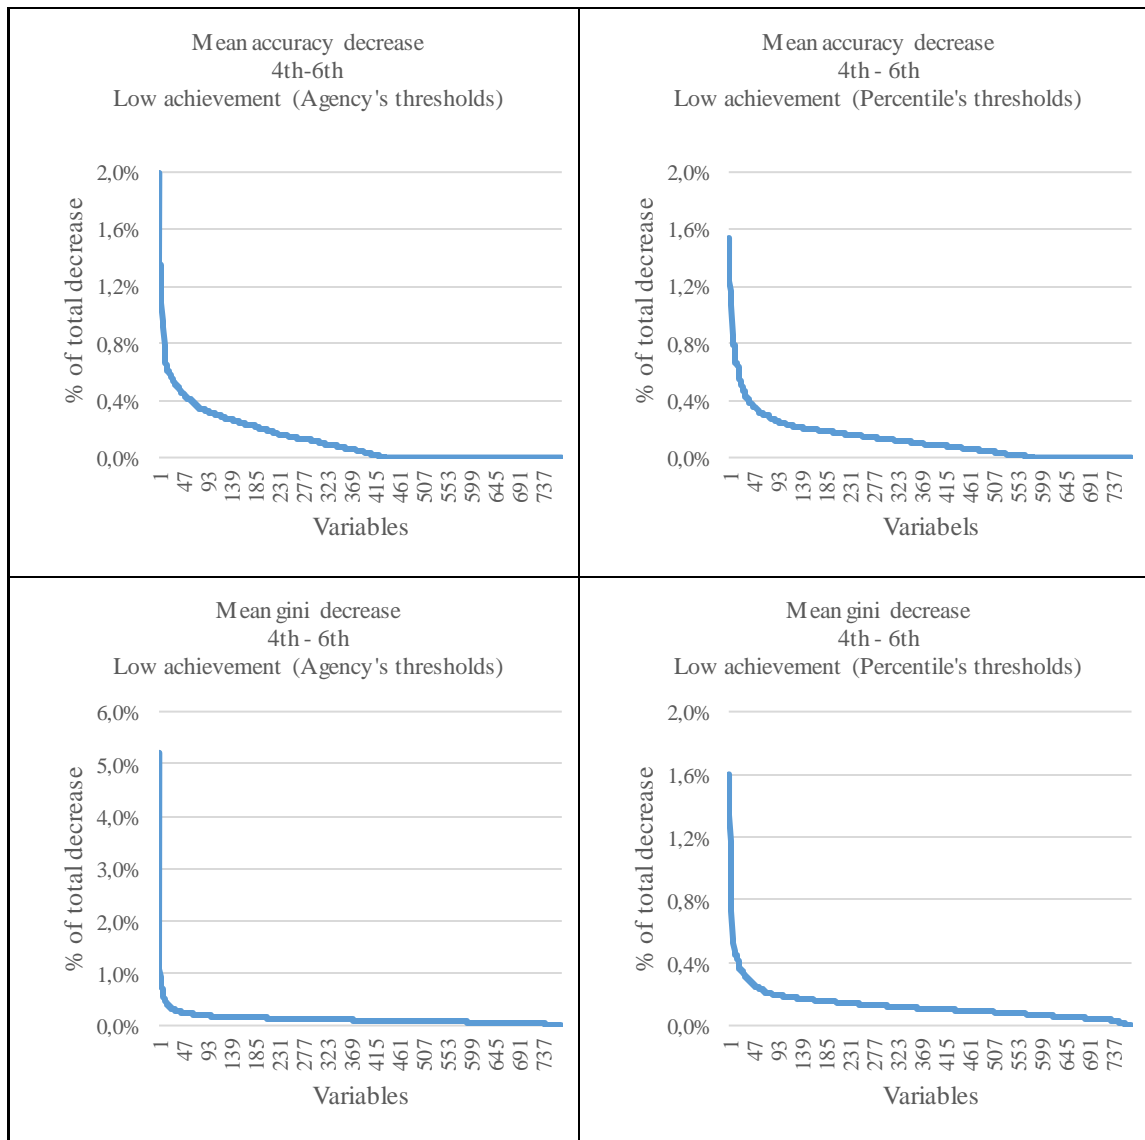 Mean accuracy decrease
4th-6th
Low achievement (Agency's thresholds)
2,0%
1,6%
1,2%
0,8%
0,4%
0,0%
% of total decrease
1 47 93 139 185 231 277 323 369 415 461 507 553 599 645 691 737
Variables
Mean accuracy decrease
4th - 6th
Low achievement (Percentile's thresholds)
2,0%
1,6%
1,2%
0,8%
0,4%
0,0%
% of total decrease
1 47 93 139 185 231 277 323 369 415 461 507 553 599 645 691 737
Variabels
Mean gini decrease
4th - 6th
Low achievement (Agency's thresholds)
6,0%
5,0%
4,0%
3,0%
2,0%
1,0%
0,0%
% of total decrease
1 47 93 139 185 231 277 323 369 415 461 507 553 599 645 691 737
Variables
Mean gini decrease
4th - 6th
Low achievement (Percentile's thresholds)
2,0%
1,6%
1,2%
0,8%
0,4%
0,0%
% of total decrease
1 47 93 139 185 231 277 323 369 415 461 507 553 599 645 691 737
Variables